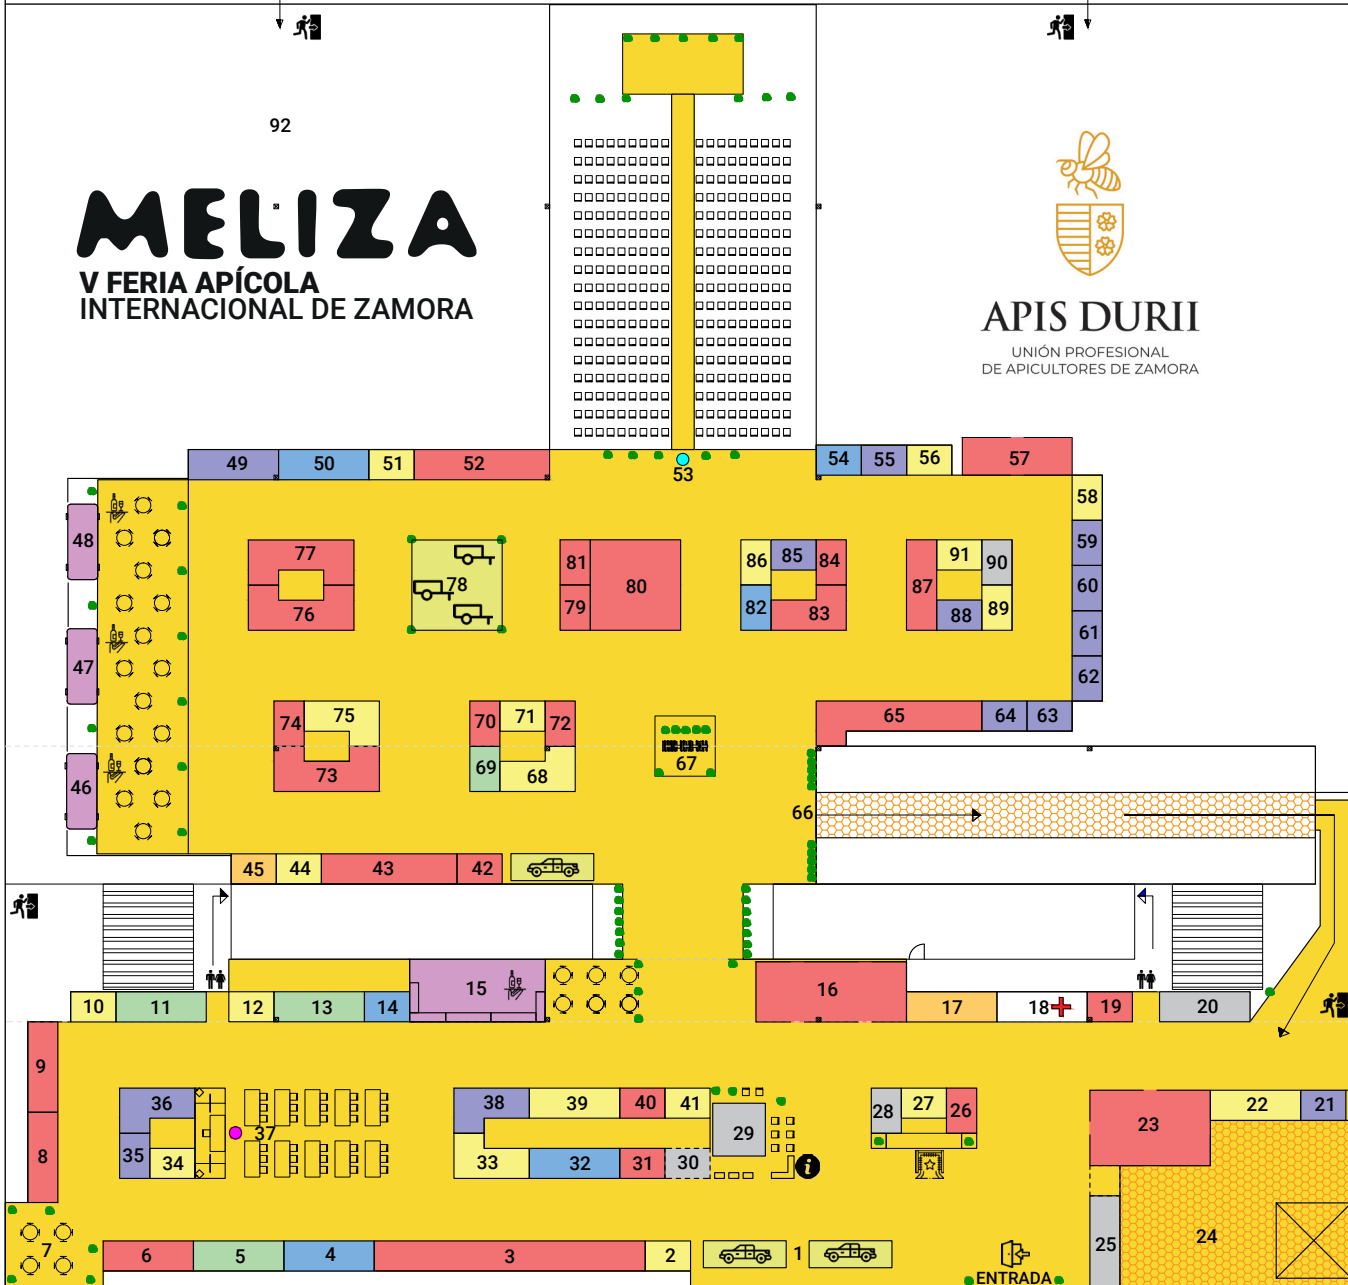 92
MELIZA
V FERIA APÍCOLA
INTERNACIONAL DE ZAMORA
APIS DURII
UNIÓN PROFESIONAL
DE APICULTORES DE ZAMORA
49 50 51 52
53
54 55 56 57
58
48
59
77
78
81
80
86 85 84
91 90
87
60
76
79
82
83
88 89
61
47
62
74 75
70 71 72
65 64 63
73
69 68
67
46
66
45 44 43 42
15
16
10 11 12 13 14
17 18 19 20
9
36
38 39 40 41
28 27 26
23
22 21
37
29
8
35 34
33 32 31 30
i
7
6 5 4 3 2 1
25
24
ENTRADA